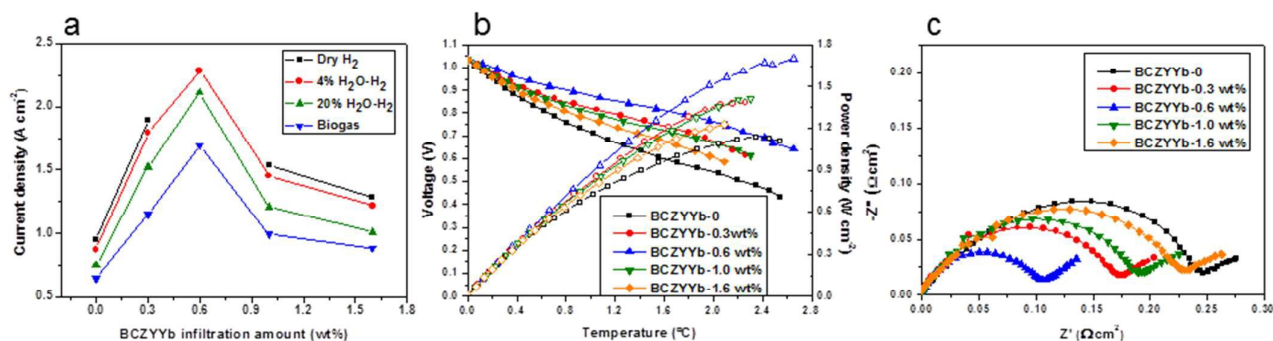 a
Current density (A cm⁻²)
2.5
2.0
1.5
1.0
0.5
0.0 0.3 0.6 0.9 1.2 1.5 1.8
BCZYYb infiltration amount (wt%)
Dry H₂
4% H₂O-H₂
20% H₂O-H₂
Biogas
b
Voltage (V)
1.1
1.0
0.9
0.8
0.7
0.6
0.5
0.4
0.3
0.2
0.1
0.0
0.0 0.4 0.8 1.2 1.6 2.0 2.4 2.8
Temperature (ºC)
BCZYYb-0
BCZYYb-0.3wt%
BCZYYb-0.6 wt%
BCZYYb-1.0 wt%
BCZYYb-1.6 wt%
1.8
1.5
1.2
0.9
0.6
0.3
0.0
Power density (W cm⁻²)
c
-Z'' (Ωcm²)
0.20
0.15
0.10
0.05
0.00
0.00 0.05 0.10 0.15 0.20 0.25 0.30
Z' (Ωcm²)
BCZYYb-0
BCZYYb-0.3 wt%
BCZYYb-0.6 wt%
BCZYYb-1.0 wt%
BCZYYb-1.6 wt%